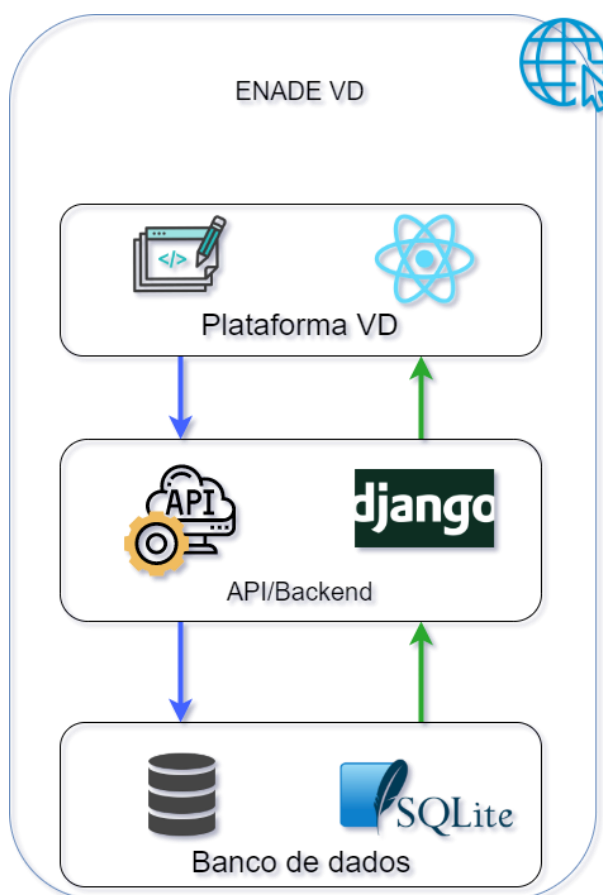 ENADE VD
</>
Plataforma VD
API
django
API/Backend
SQLite
Banco de dados